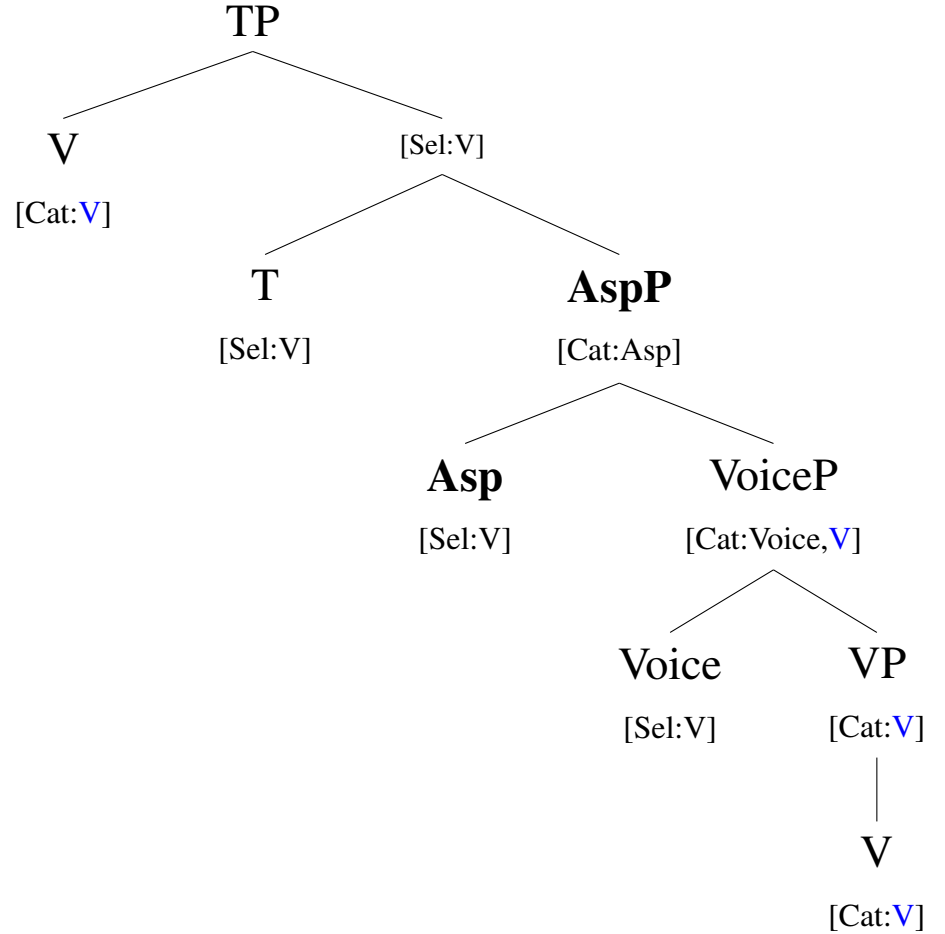 TP
V
[Sel:V]
[Cat:V]
T
AspP
[Sel:V]
[Cat:Asp]
Asp
VoiceP
[Sel:V]
[Cat:Voice,V]
Voice
VP
[Sel:V]
[Cat:V]
V
[Cat:V]